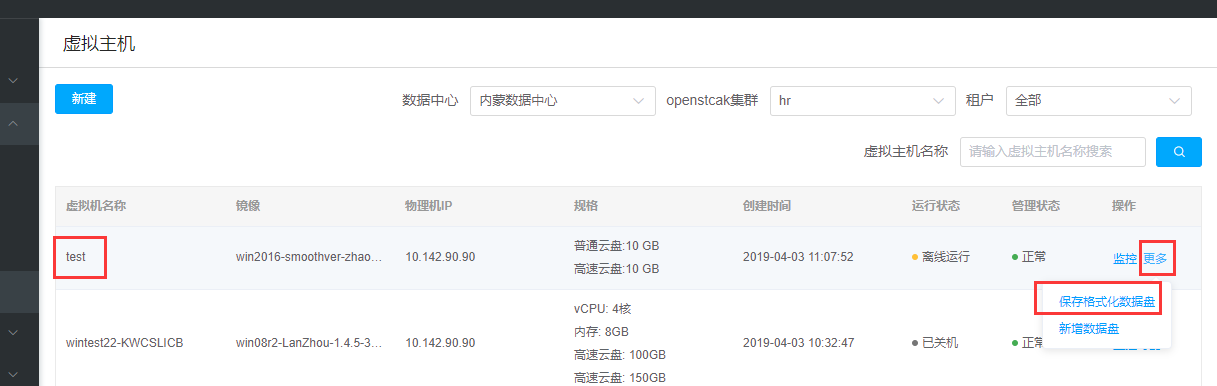 虚拟主机
新建
数据中心 内蒙数据中心 openstcak集群 hr 租户 全部
虚拟主机名称 请输入虚拟主机名称搜索
虚拟机名称 镜像 物理机IP 规格 创建时间 运行状态 管理状态 操作
test win2016-smoothver-zhao... 10.142.90.90 普通云盘:10 GB 2019-04-03 11:07:52 离线运行 正常 监控 更多
高速云盘:10 GB
保存格式化数据盘
新增数据盘
vCPU: 4核
内存: 8GB
wintest22-KWCSLICB win08r2-LanZhou-1.4.5-3... 10.142.90.90 高速云盘: 100GB 2019-04-03 10:32:47 已关机 正常
高速云盘: 150GB